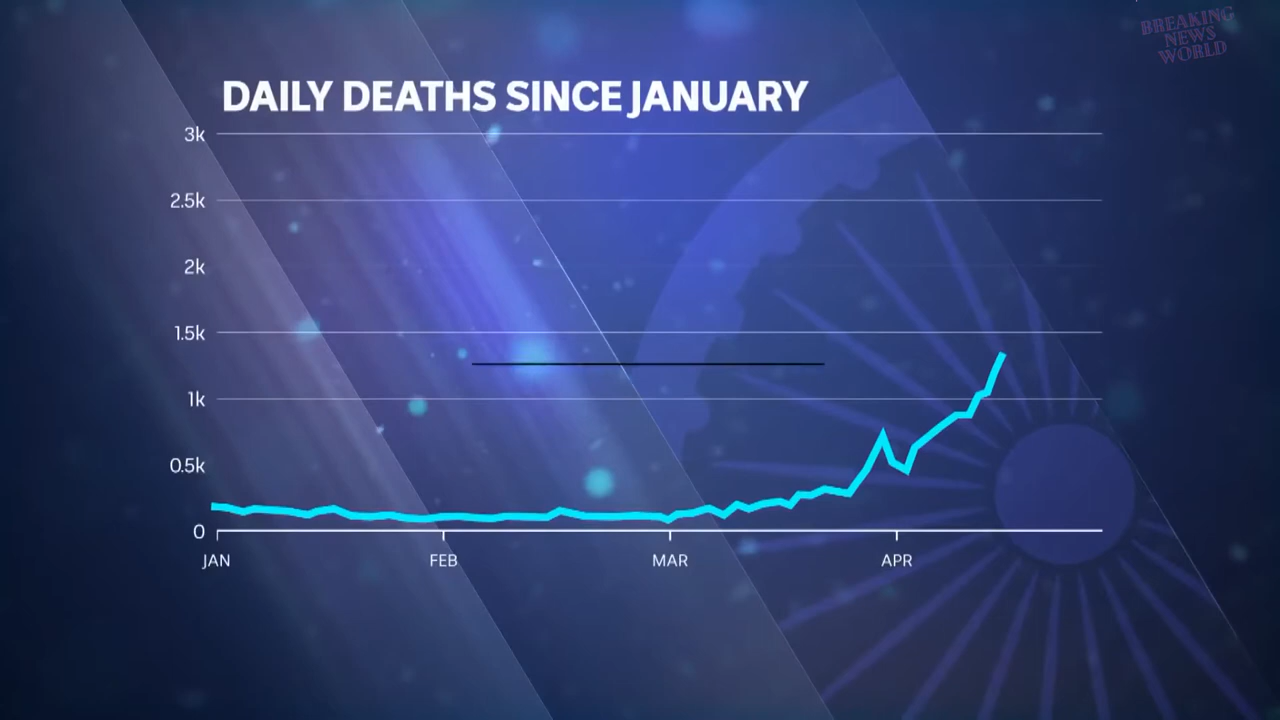 BREAKING
NEWS
WORLD
DAILY DEATHS SINCE JANUARY
3k
2.5k
2k
1.5k
1k
0.5k
0
JAN FEB MAR APR